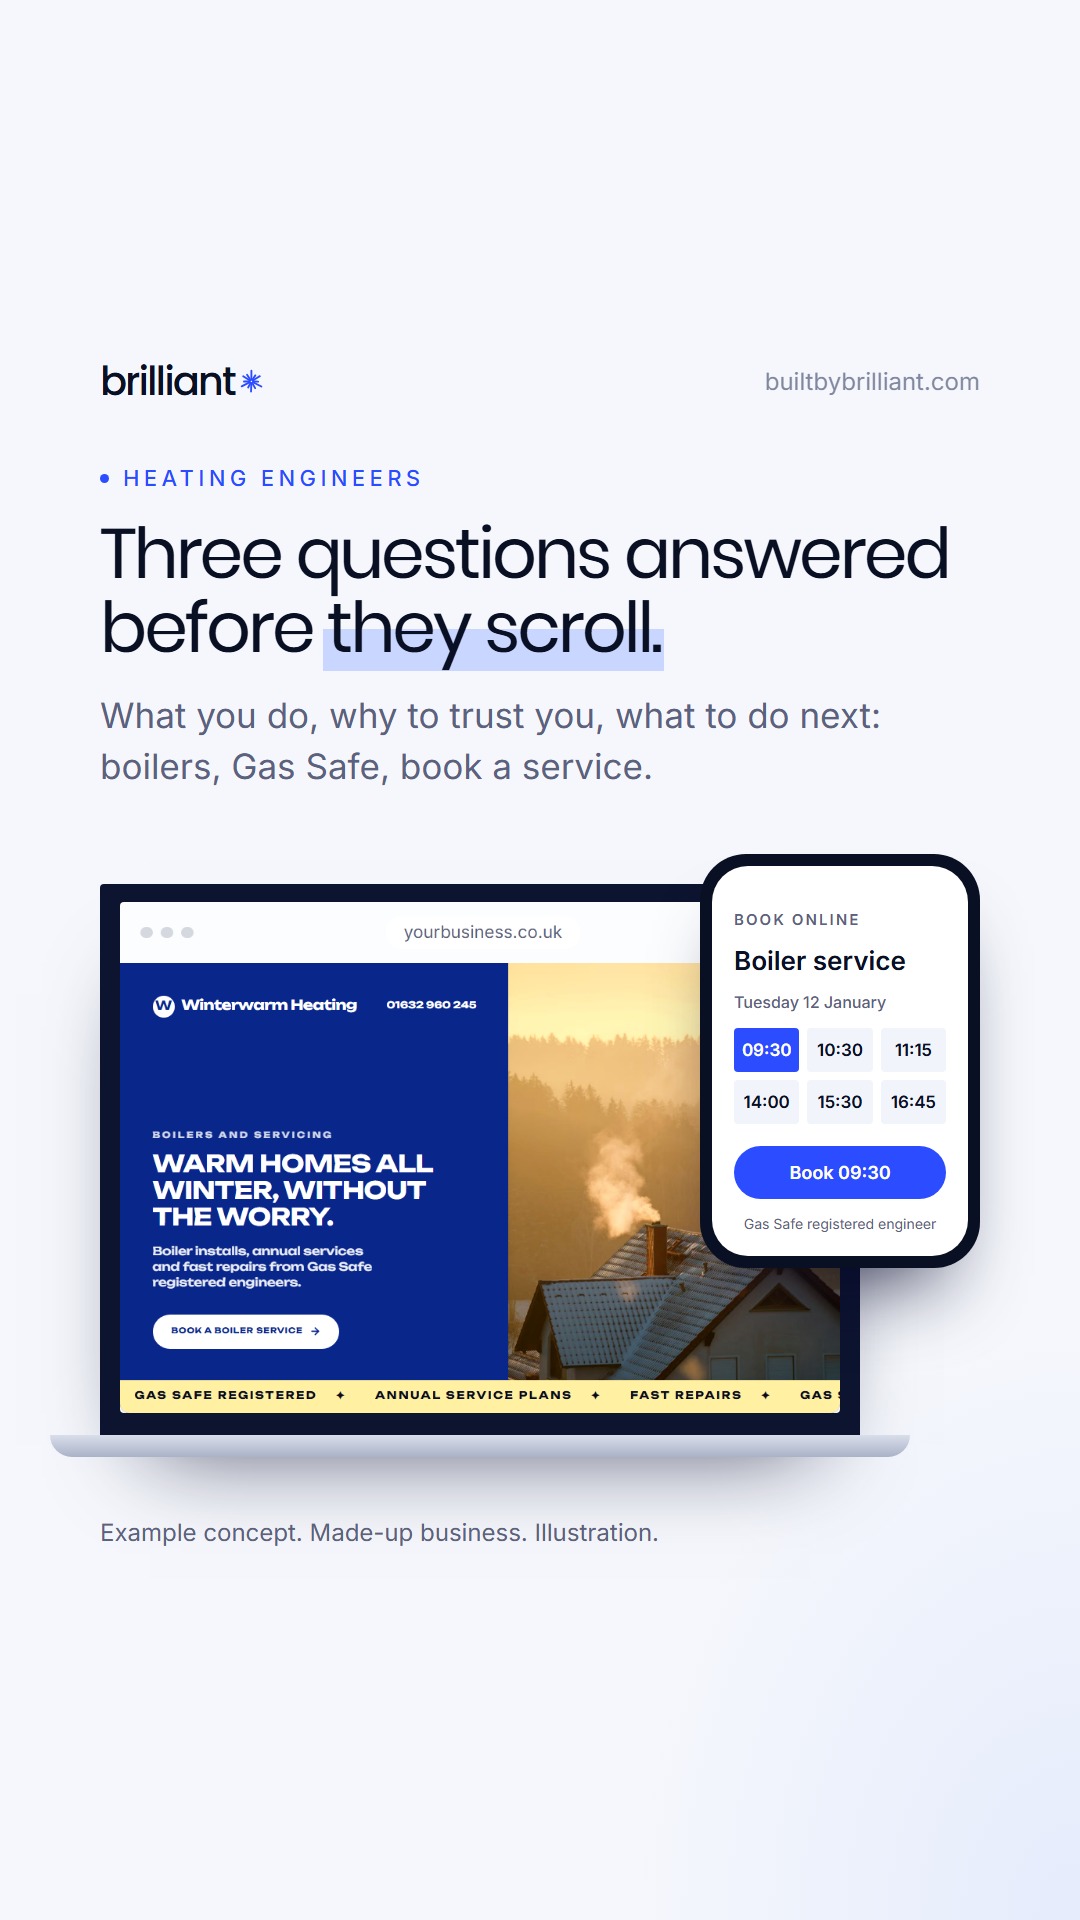 brilliant
builtbybrilliant.com
HEATING ENGINEERS
Three questions answered
before they scroll.
What you do, why to trust you, what to do next:
boilers, Gas Safe, book a service.
yourbusiness.co.uk
W Winterwarm Heating
01632 960 245
BOILERS AND SERVICING
WARM HOMES ALL
WINTER, WITHOUT
THE WORRY.
Boiler installs, annual services
and fast repairs from Gas Safe
registered engineers.
BOOK A BOILER SERVICE →
GAS SAFE REGISTERED ✦ ANNUAL SERVICE PLANS ✦ FAST REPAIRS ✦ GAS
BOOK ONLINE
Boiler service
Tuesday 12 January
09:30 10:30 11:15
14:00 15:30 16:45
Book 09:30
Gas Safe registered engineer
Example concept. Made-up business. Illustration.